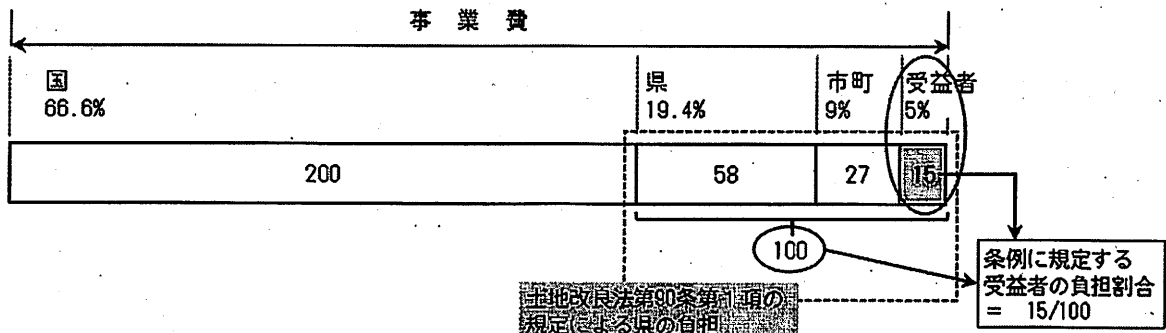 事業費
国
66.6%
県
19.4%
市町
9%
受益者
5%
200
58
27
15
100
土地改良法第90条第1項の
規定による県の負担
条例に規定する
受益者の負担割合
= 15/100